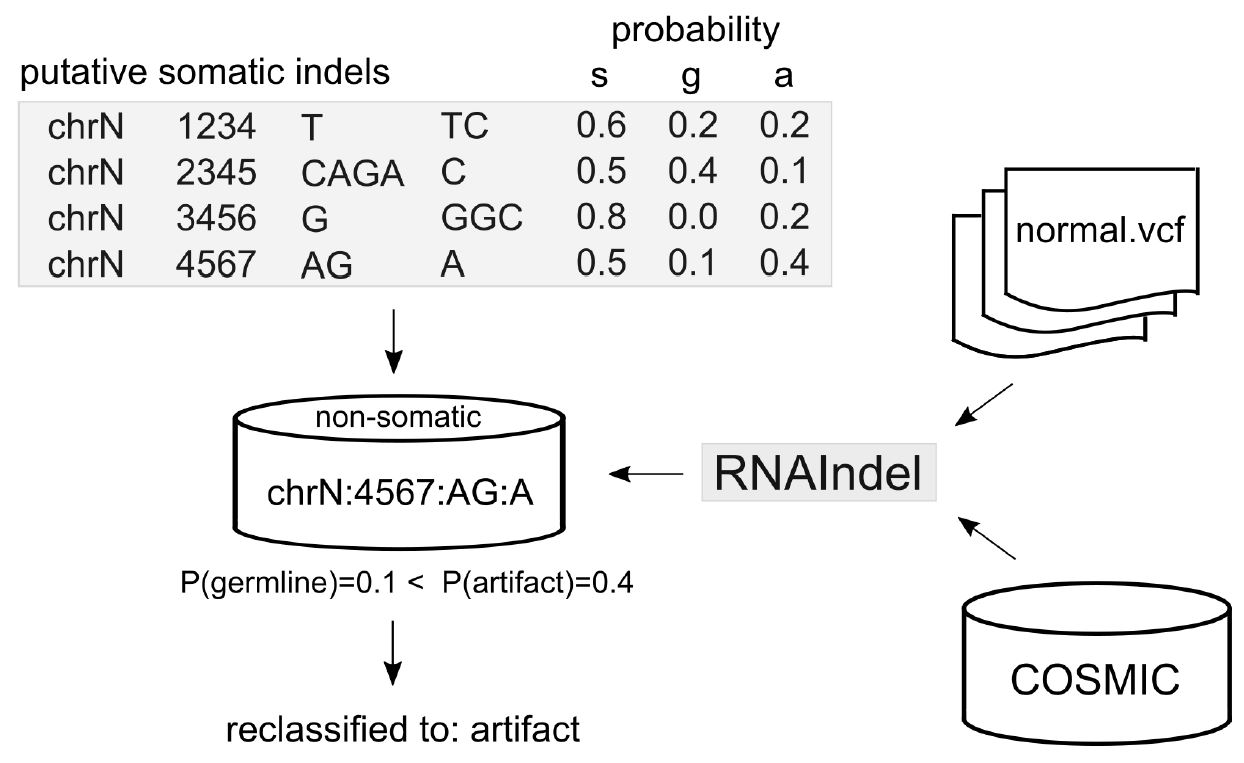 probability
putative somatic indels s g a
chrN 1234 T TC 0.6 0.2 0.2
chrN 2345 CAGA C 0.5 0.4 0.1
chrN 3456 G GGC 0.8 0.0 0.2
chrN 4567 AG A 0.5 0.1 0.4
normal.vcf
non-somatic
chrN:4567:AG:A
RNAIndel
P(germline)=0.1 < P(artifact)=0.4
COSMIC
reclassified to: artifact